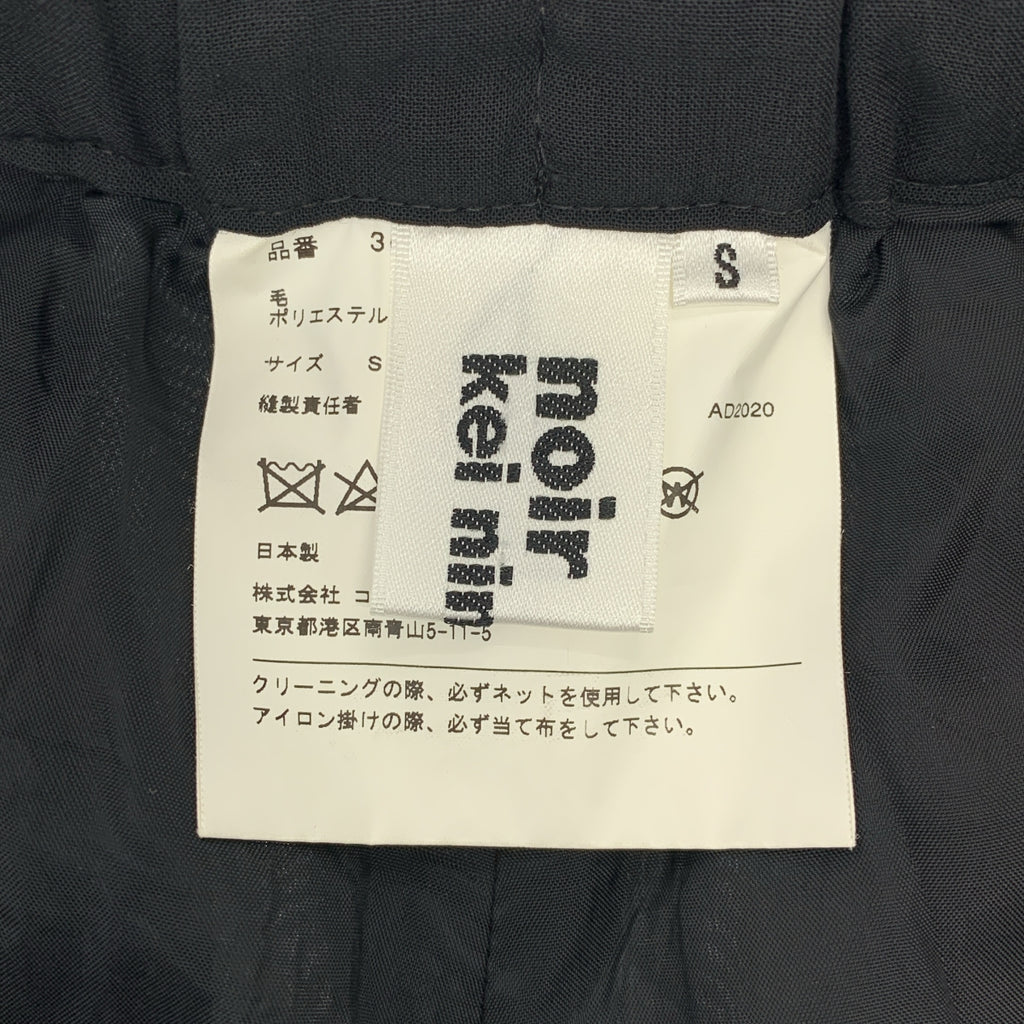 品番 3
毛
ポリエステル
サイズ S
縫製責任者
AD2020
日本製
株式会社 コ
東京都港区南青山5-11-5
クリーニングの際、必ずネットを使用して下さい。
アイロン掛けの際、必ず当て布をして下さい。
noir
kei nin
S